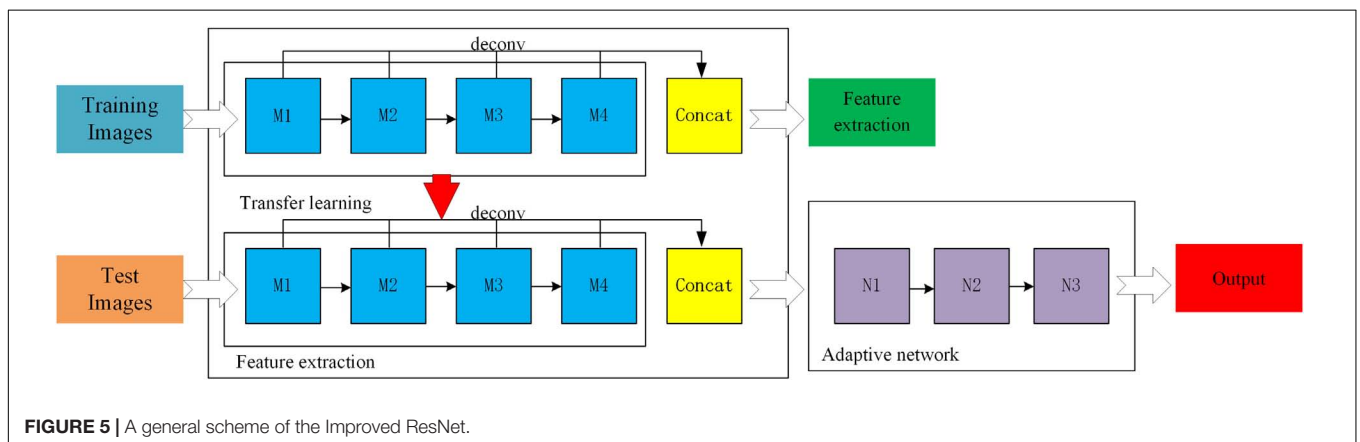 deconv
Training
Images
M1
M2
M3
M4
Concat
Feature
extraction
Transfer learning
deconv
Test
Images
M1
M2
M3
M4
Concat
N1
N2
N3
Output
Feature extraction
Adaptive network
FIGURE 5 | A general scheme of the Improved ResNet.